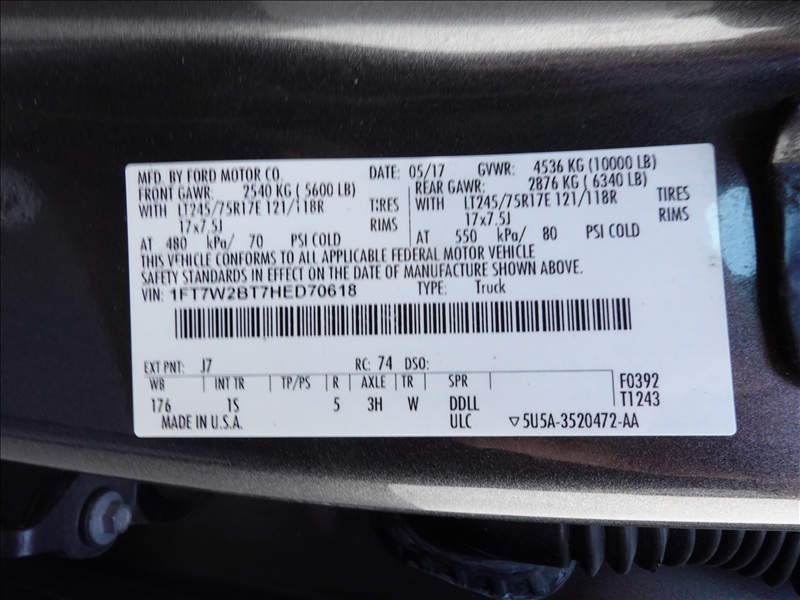 MFD. BY FORD MOTOR CO. DATE: 05/17 GVWR: 4536 KG (10000 LB)
FRONT GAWR: 2540 KG ( 5600 LB) REAR GAWR: 2876 KG ( 6340 LB)
WITH LT245/75R17E 121/118R TIRES WITH LT245/75R17E 121/118R TIRES
17x7.5J RIMS 17x7.5J RIMS
AT 480 kPa/ 70 PSI COLD AT 550 kPa/ 80 PSI COLD
THIS VEHICLE CONFORMS TO ALL APPLICABLE FEDERAL MOTOR VEHICLE
SAFETY STANDARDS IN EFFECT ON THE DATE OF MANUFACTURE SHOWN ABOVE.
VIN: 1FT7W2BT7HED70618 TYPE: Truck
EXT PNT: J7 RC: 74 DSO:
WB INT TR TP/PS R AXLE TR SPR F0392
176 1S 5 3H W DDLL T1243
MADE IN U.S.A. ULC ▽5U5A-3520472-AA